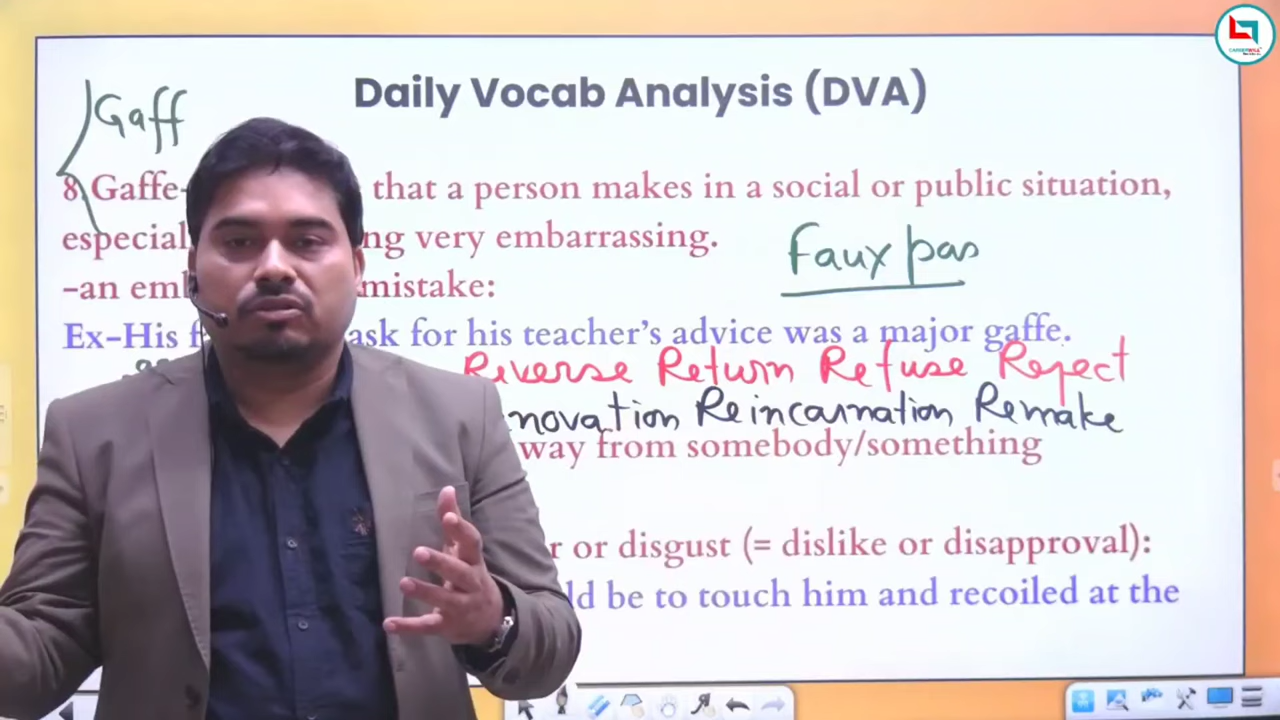 Daily Vocab Analysis (DVA)
Gaff
8. Gaffe- that a person makes in a social or public situation,
especial ng very embarrassing.
Faux pas
-an em mistake:
Ex-His f ask for his teacher's advice was a major gaffe.
Reverse Return Refuse Reject
nnovation Reincarnation Remake
way from somebody/something
r or disgust (= dislike or disapproval):
ld be to touch him and recoiled at the
CAREERWILL